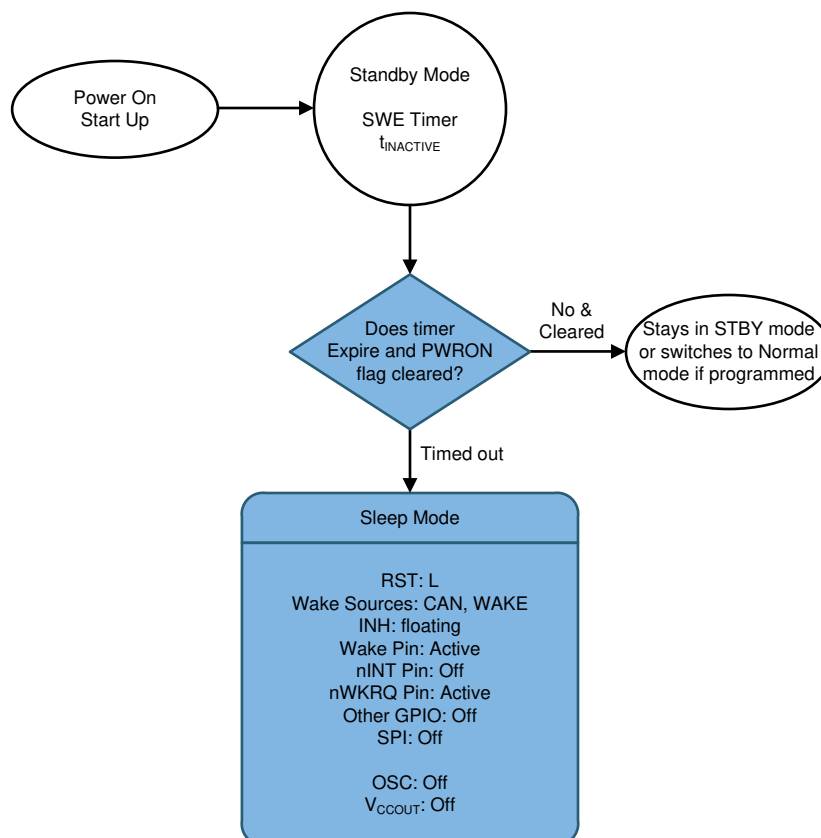 Power On
Start Up
Standby Mode
SWE Timer
tINACTIVE
Does timer
Expire and PWRON
flag cleared?
No &
Cleared
Stays in STBY mode
or switches to Normal
mode if programmed
Timed out
Sleep Mode
RST: L
Wake Sources: CAN, WAKE
INH: floating
Wake Pin: Active
nINT Pin: Off
nWKRQ Pin: Active
Other GPIO: Off
SPI: Off
OSC: Off
VCCOUT: Off